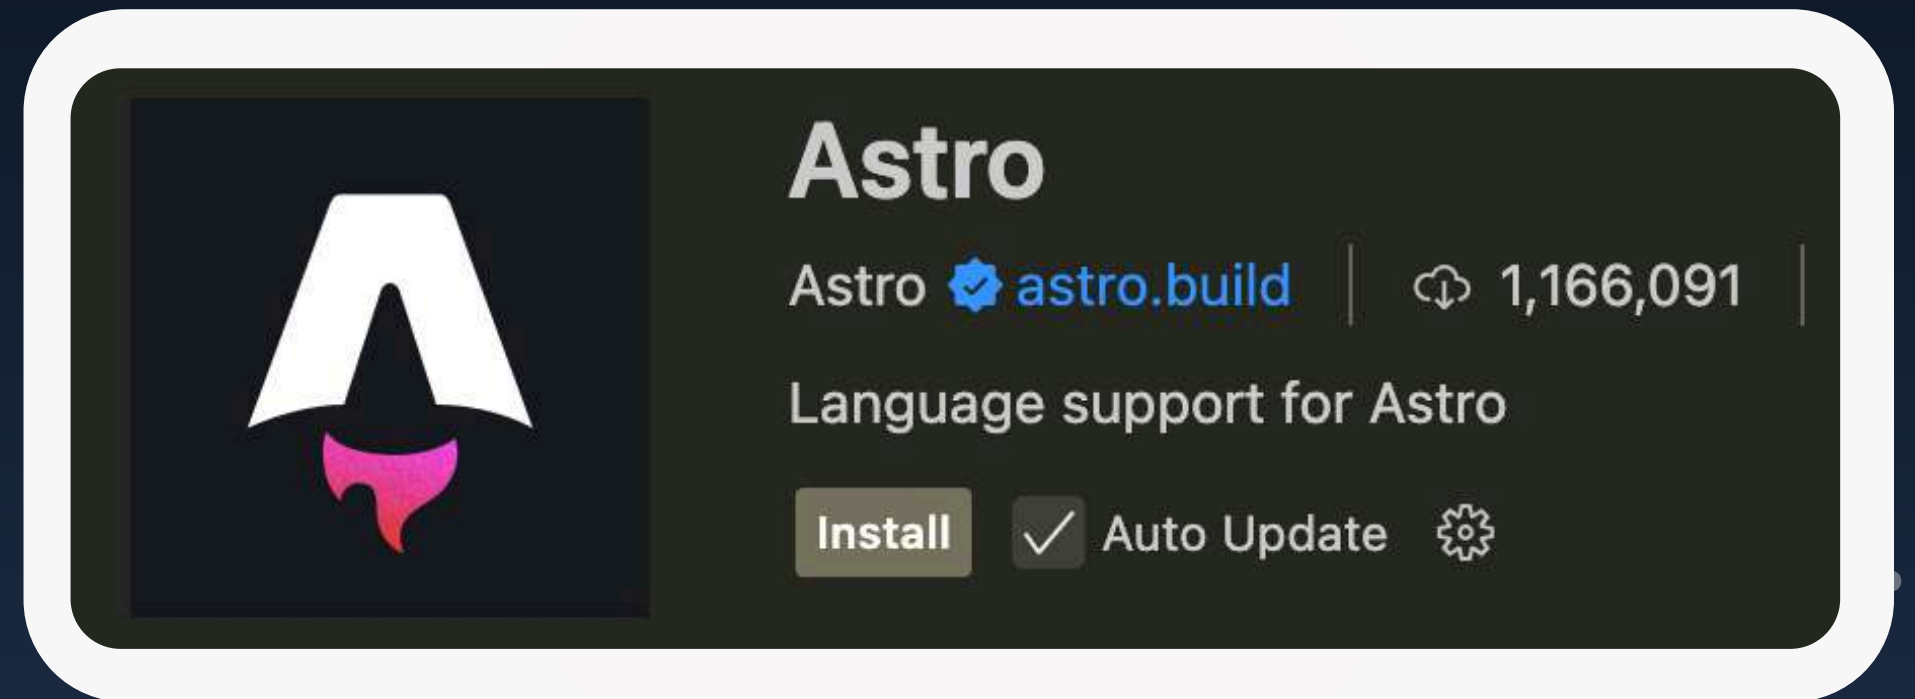 Astro
Astro astro.build 1,166,091
Language support for Astro
Install Auto Update